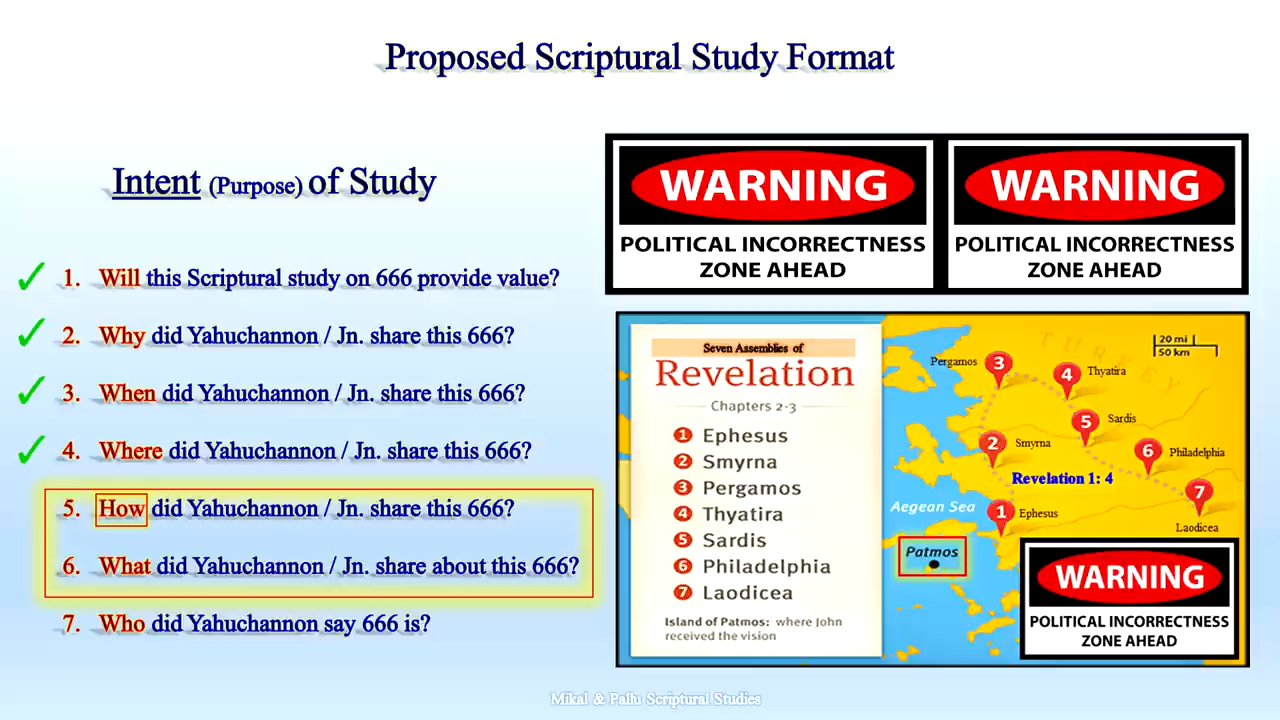 Proposed Scriptural Study Format
Intent (Purpose) of Study
1. Will this Scriptural study on 666 provide value?
2. Why did Yahuchannon / Jn. share this 666?
3. When did Yahuchannon / Jn. share this 666?
4. Where did Yahuchannon / Jn. share this 666?
5. How did Yahuchannon / Jn. share this 666?
6. What did Yahuchannon / Jn. share about this 666?
7. Who did Yahuchannon say 666 is?
WARNING
POLITICAL INCORRECTNESS
ZONE AHEAD
WARNING
POLITICAL INCORRECTNESS
ZONE AHEAD
Seven Assemblies of
Revelation
Chapters 2-3
1 Ephesus
2 Smyrna
3 Pergamos
4 Thyatira
5 Sardis
6 Philadelphia
7 Laodicea
Island of Patmos: where John
received the vision
TURKEY
20 mi
50 km
Pergamos 3
4 Thyatira
5 Sardis
2 Smyrna
6 Philadelphia
Revelation 1: 4
7
Laodicea
Aegean Sea
1 Ephesus
Patmos
WARNING
POLITICAL INCORRECTNESS
ZONE AHEAD
Mikal & Pallu Scriptural Studies